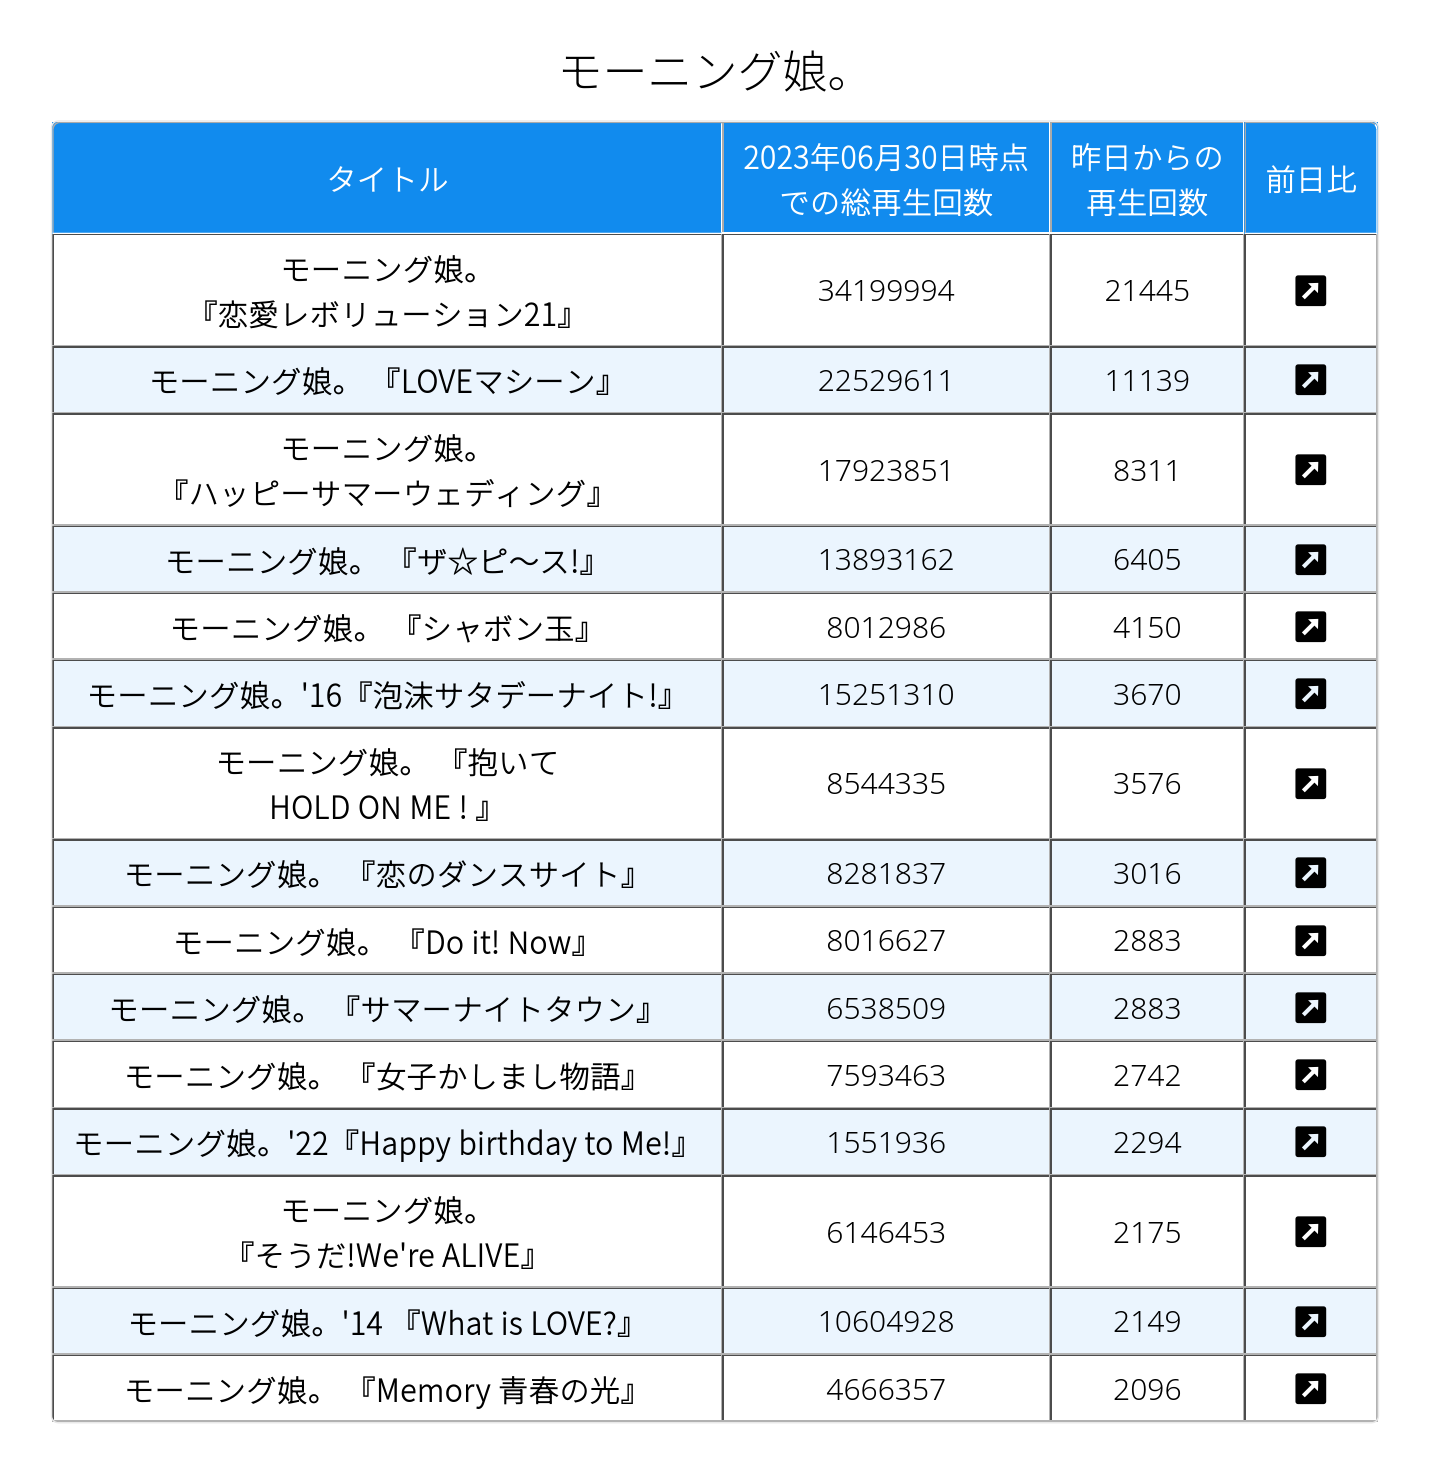 モーニング娘。
タイトル
2023年06月30日時点
での総再生回数
昨日からの
再生回数
前日比
モーニング娘。
『恋愛レボリューション21』
34199994
21445
モーニング娘。 『LOVEマシーン』
22529611
11139
モーニング娘。
『ハッピーサマーウェディング』
17923851
8311
モーニング娘。 『ザ☆ピ〜ス!』
13893162
6405
モーニング娘。 『シャボン玉』
8012986
4150
モーニング娘。'16『泡沫サタデーナイト!』
15251310
3670
モーニング娘。 『抱いて
HOLD ON ME ! 』
8544335
3576
モーニング娘。 『恋のダンスサイト』
8281837
3016
モーニング娘。 『Do it! Now』
8016627
2883
モーニング娘。 『サマーナイトタウン』
6538509
2883
モーニング娘。 『女子かしまし物語』
7593463
2742
モーニング娘。'22『Happy birthday to Me!』
1551936
2294
モーニング娘。
『そうだ!We're ALIVE』
6146453
2175
モーニング娘。'14 『What is LOVE?』
10604928
2149
モーニング娘。 『Memory 青春の光』
4666357
2096